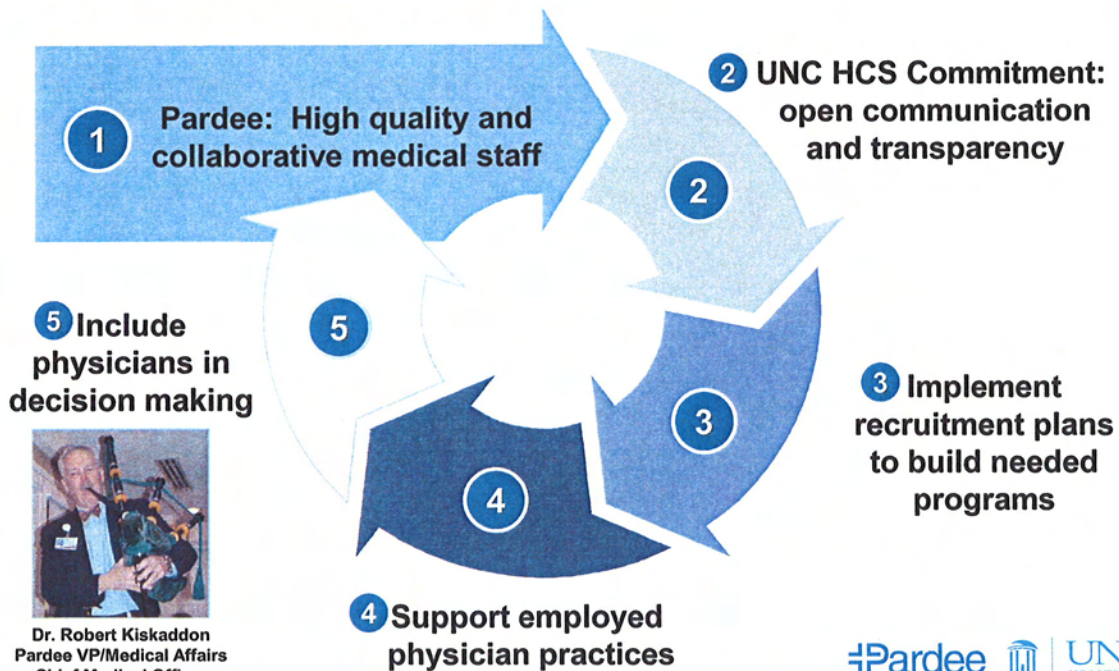 1
Pardee: High quality and
collaborative medical staff
2 UNC HCS Commitment:
open communication
and transparency
2
3 Implement
recruitment plans
to build needed
programs
3
4 Support employed
physician practices
4
5 Include
physicians in
decision making
5
Dr. Robert Kiskaddon
Pardee VP/Medical Affairs
Pardee